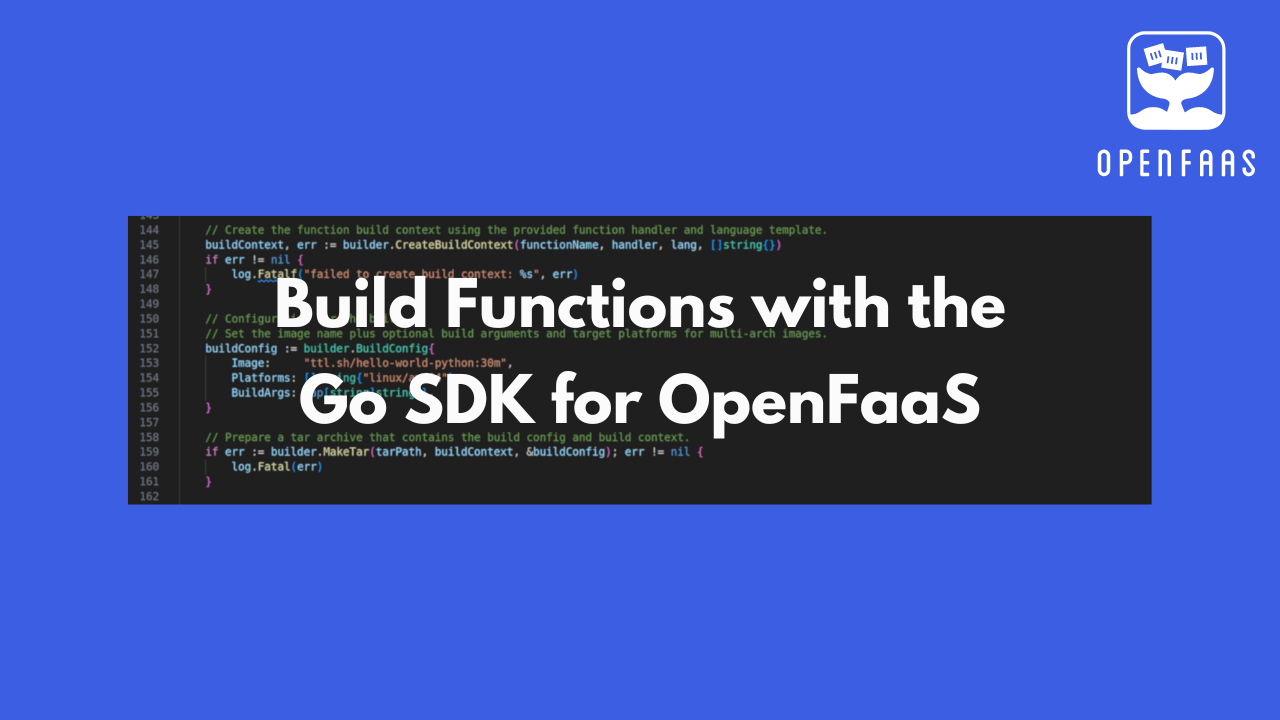 OPENFAAS
143
144 // Create the function build context using the provided function handler and language template.
145 buildContext, err := builder.CreateBuildContext(functionName, handler, lang, []string{})
146 if err != nil {
147 log.Fatalf("failed to create build context: %s", err)
148 }
149
Build Functions with the
150 // Configur
151 // Set the image name plus optional build arguments and target platforms for multi-arch images.
152 buildConfig := builder.BuildConfig{
153 Image: "ttl.sh/hello-world-python:30m",
154 Platforms:
155 BuildArgs:
Go SDK for OpenFaaS
156 }
157
158 // Prepare a tar archive that contains the build config and build context.
159 if err := builder.MakeTar(tarPath, buildContext, &buildConfig); err != nil {
160 log.Fatal(err)
161 }
162